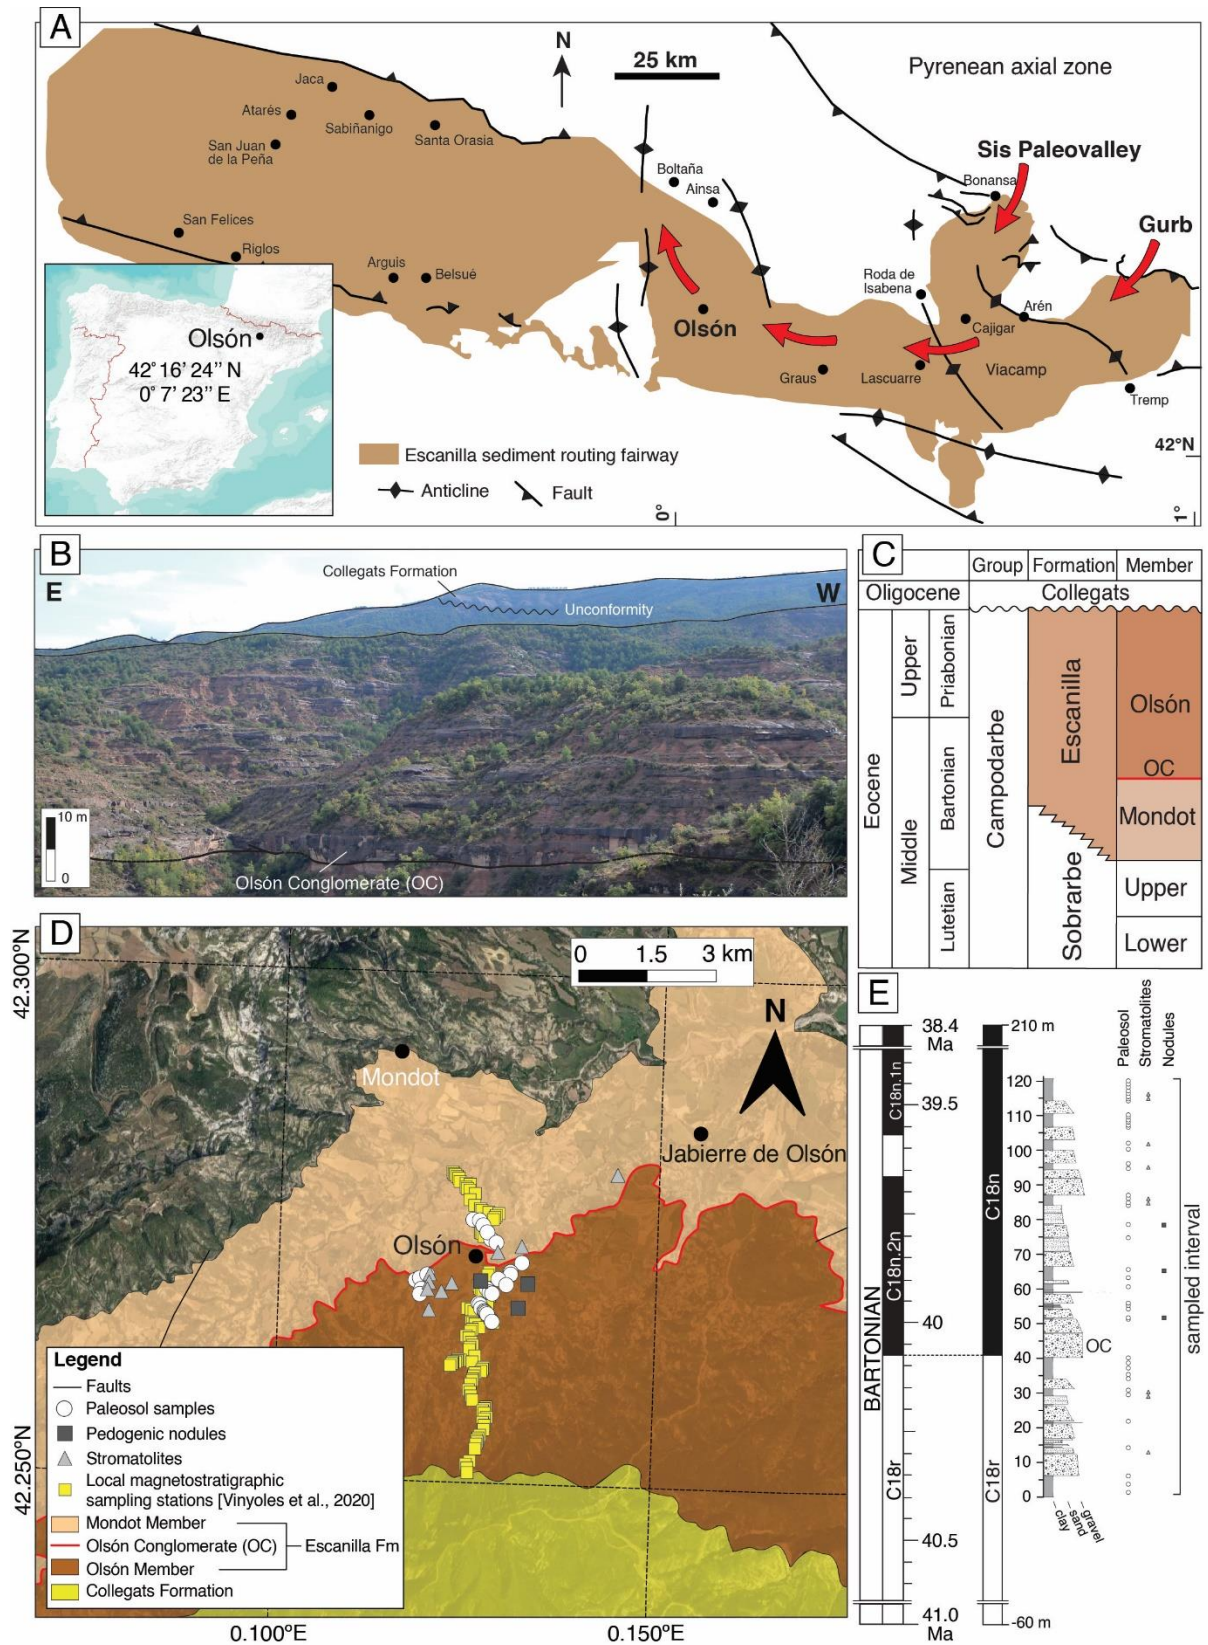 A
N
25 km
Pyrenean axial zone
Jaca
Atarés
Sabiñanigo
Santa Orasia
San Juan
de la Peña
Sis Paleovalley
Boltaña
Ainsa
Bonansa
Gurb
San Felices
Riglos
Arguis
Belsué
Roda de
Isabena
Arén
Olsón
Cajigar
Olsón
42° 16' 24'' N
0° 7' 23'' E
Graus
Lascuarre
Viacamp
Tremp
Escanilla sediment routing fairway
42°N
Anticline
Fault
0°
1°
B
E
Collegats Formation
Unconformity
W
10 m
0
Olsón Conglomerate (OC)
C
Group
Formation
Member
Oligocene
Collegats
Eocene
Upper
Middle
Priabonian
Bartonian
Lutetian
Campodarbe
Escanilla
Sobrarbe
Olsón
OC
Mondot
Upper
Lower
D
42.300ºN
42.250ºN
0 1.5 3 km
N
Mondot
Jabierre de Olsón
Olsón
Legend
Faults
Paleosol samples
Pedogenic nodules
Stromatolites
Local magnetostratigraphic
sampling stations [Vinyoles et al., 2020]
Mondot Member
Olsón Conglomerate (OC)
Escanilla Fm
Olsón Member
Collegats Formation
0.100°E
0.150°E
E
BARTONIAN
C18n.1n
C18n.2n
C18r
38.4
Ma
39.5
40
40.5
41.0
Ma
C18n
C18r
210 m
-60 m
120
110
100
90
80
70
60
50
40
30
20
10
0
OC
clay
sand
gravel
Paleosol
Stromatolites
Nodules
sampled interval